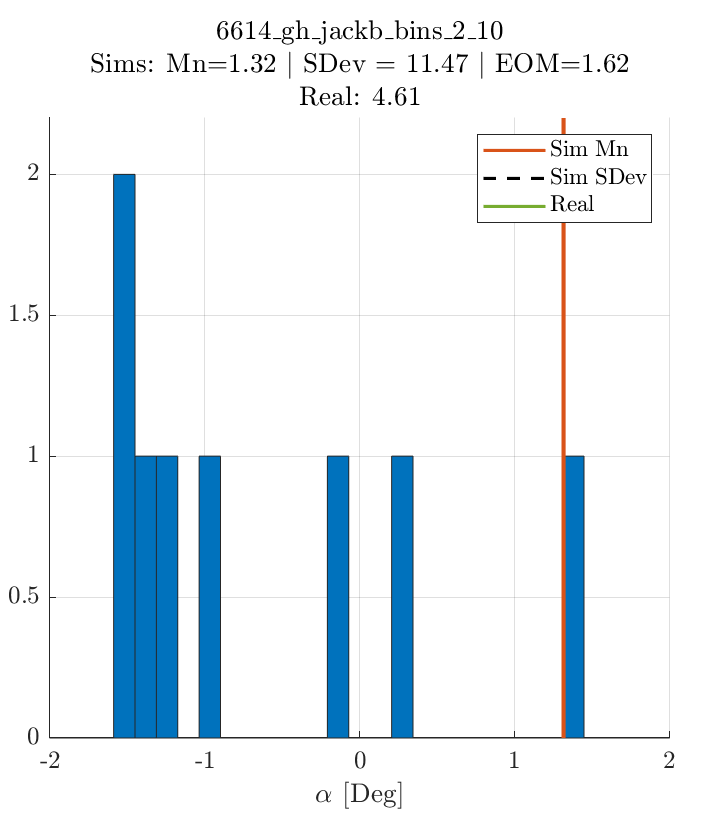 6614_gh_jackb_bins_2_10
Sims: Mn=1.32 | SDev = 11.47 | EOM=1.62
Real: 4.61
Sim Mn
Sim SDev
Real
2
1.5
1
0.5
0
-2 -1 0 1 2
α [Deg]